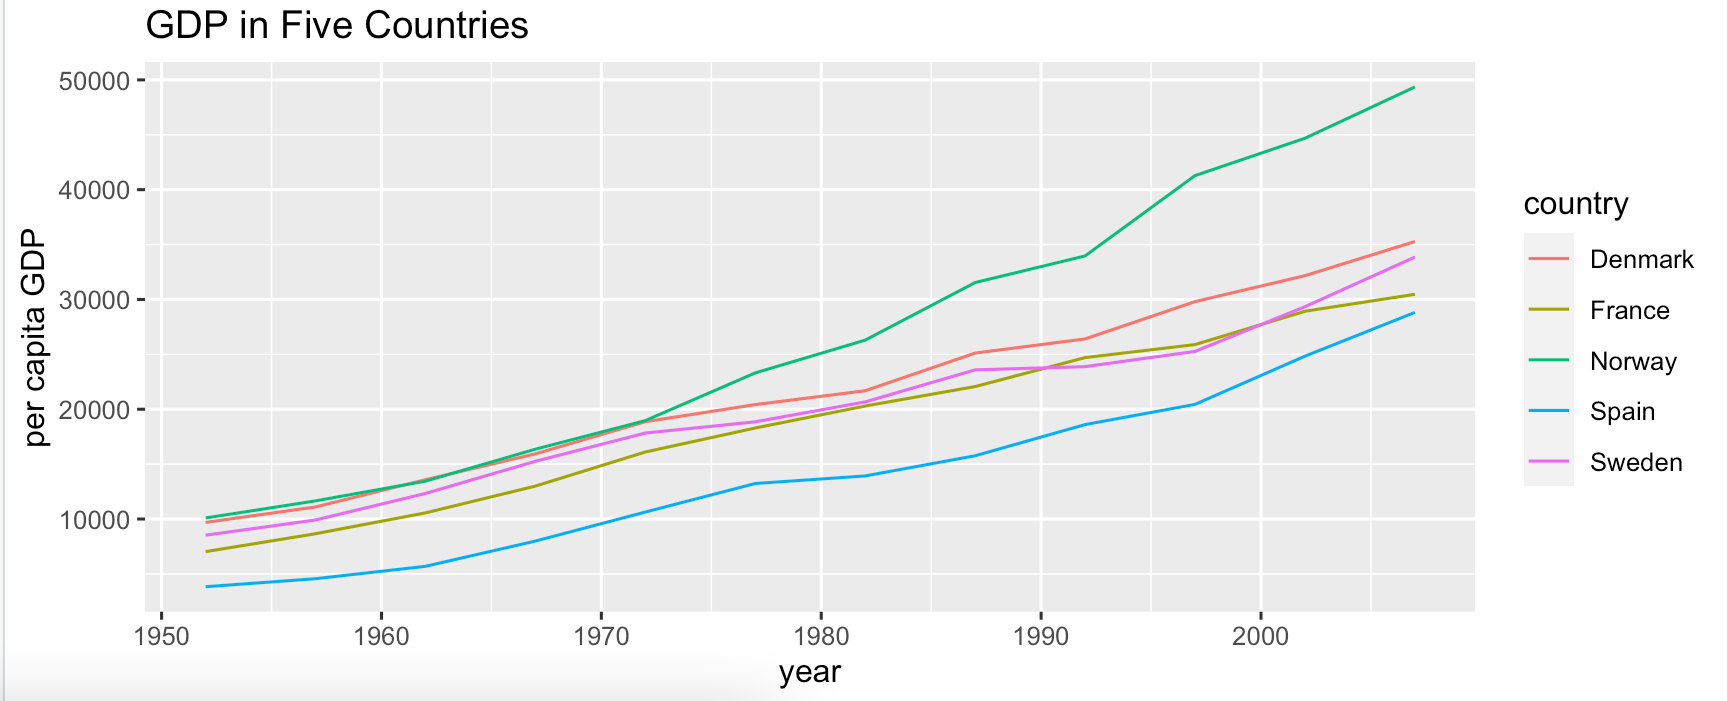 GDP in Five Countries
per capita GDP
50000
40000
30000
20000
10000
1950 1960 1970 1980 1990 2000
year
country
Denmark
France
Norway
Spain
Sweden